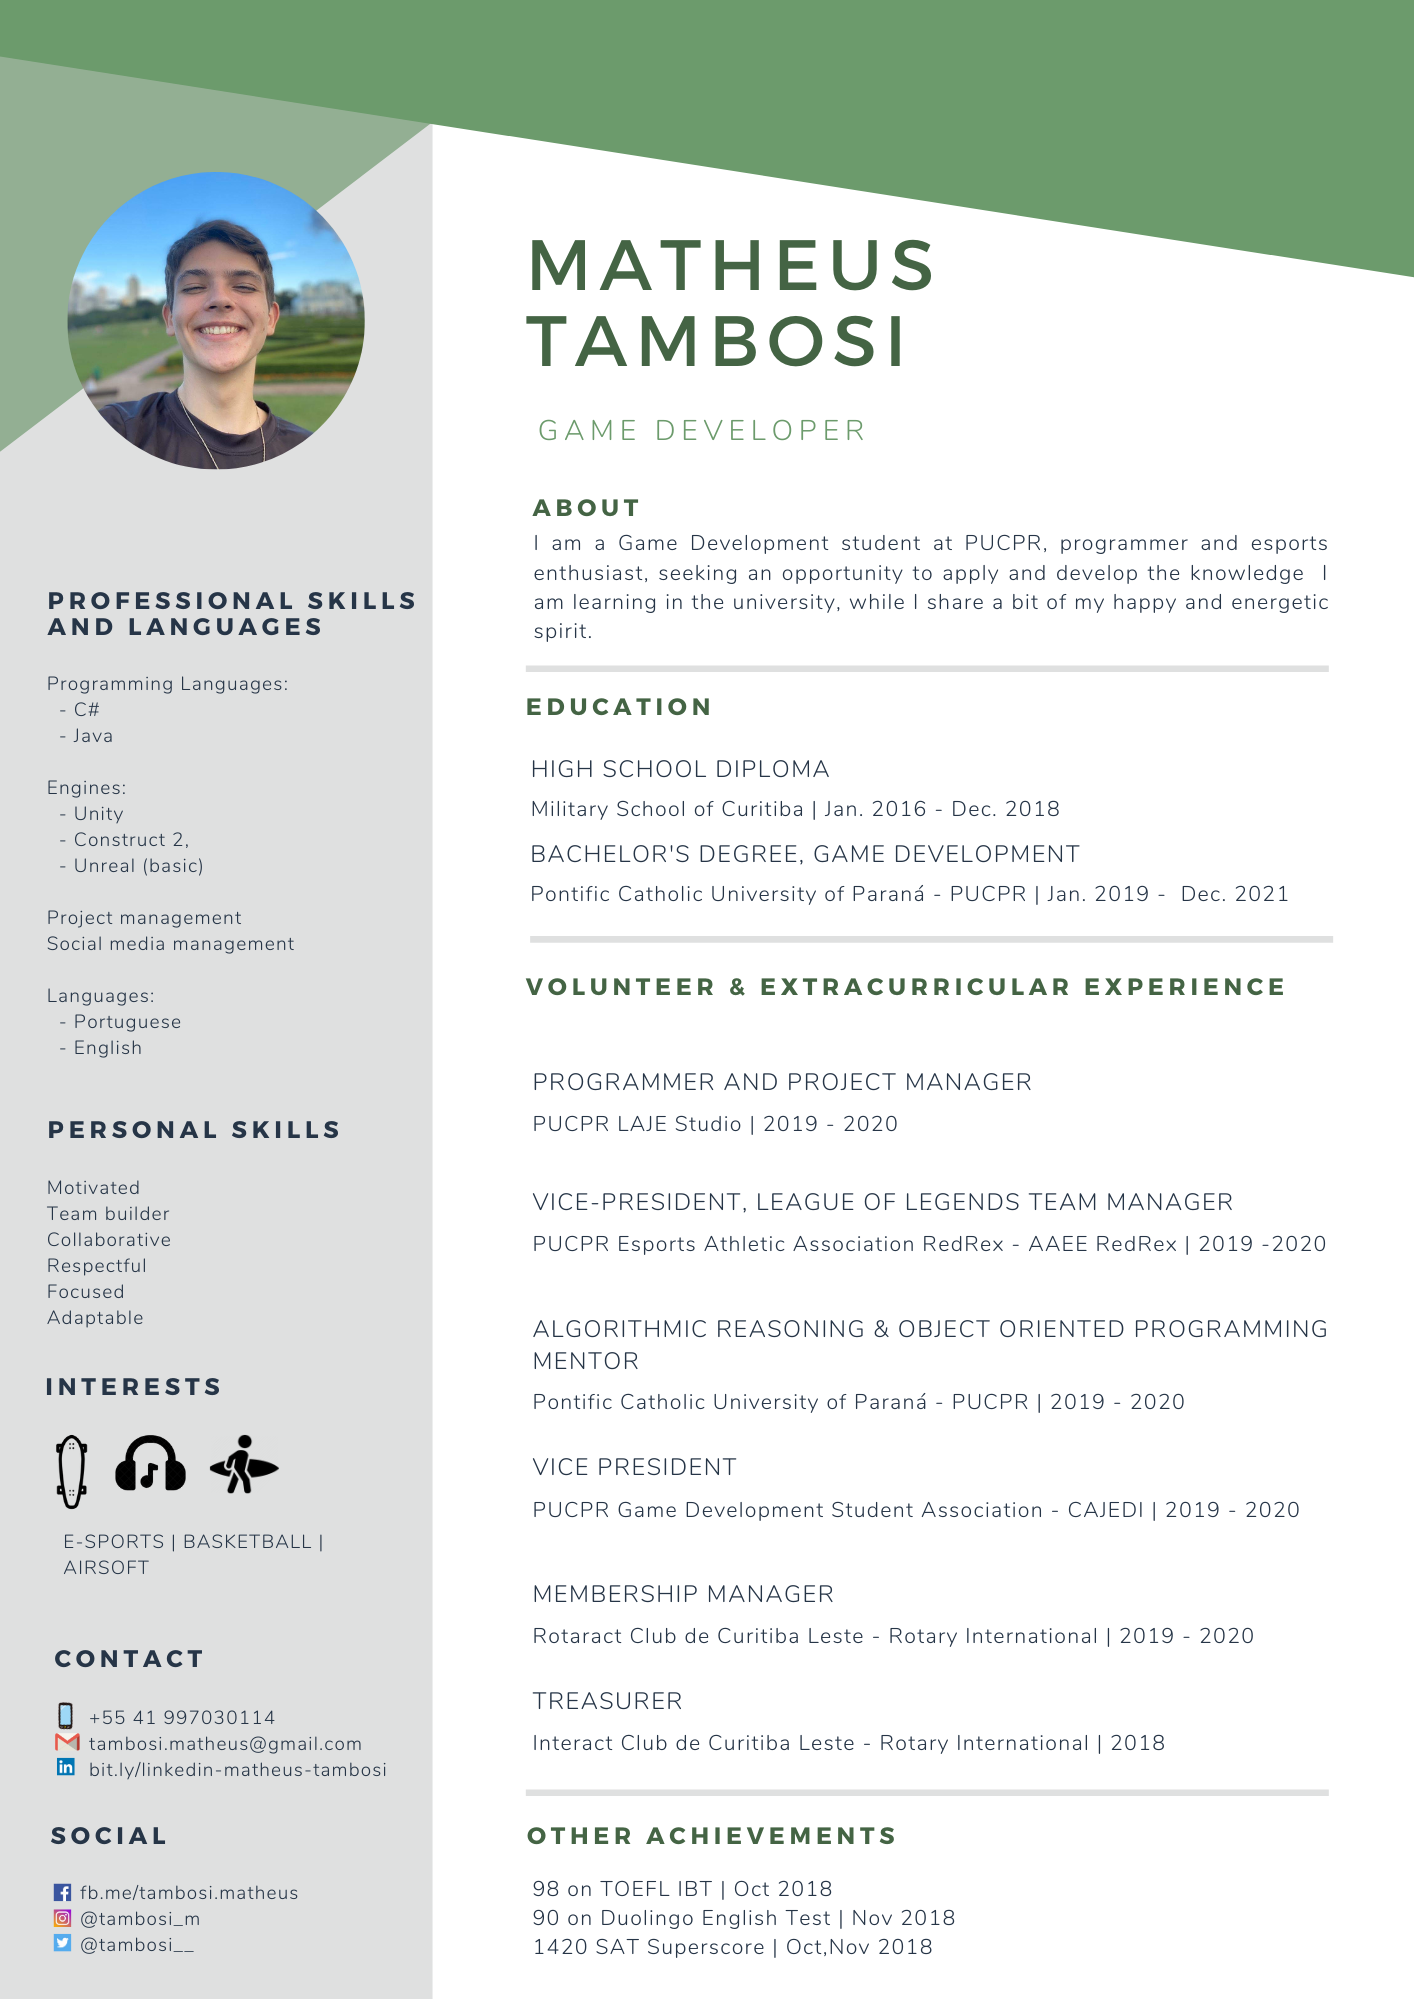 MATHEUS
TAMBOSI
GAME DEVELOPER
ABOUT
I am a Game Development student at PUCPR, programmer and esports
enthusiast, seeking an opportunity to apply and develop the knowledge I
am learning in the university, while I share a bit of my happy and energetic
spirit.
EDUCATION
HIGH SCHOOL DIPLOMA
Military School of Curitiba | Jan. 2016 - Dec. 2018
BACHELOR'S DEGREE, GAME DEVELOPMENT
Pontific Catholic University of Paraná - PUCPR | Jan. 2019 - Dec. 2021
VOLUNTEER & EXTRACURRICULAR EXPERIENCE
PROGRAMMER AND PROJECT MANAGER
PUCPR LAJE Studio | 2019 - 2020
VICE-PRESIDENT, LEAGUE OF LEGENDS TEAM MANAGER
PUCPR Esports Athletic Association RedRex - AAEE RedRex | 2019 -2020
ALGORITHMIC REASONING & OBJECT ORIENTED PROGRAMMING
MENTOR
Pontific Catholic University of Paraná - PUCPR | 2019 - 2020
VICE PRESIDENT
PUCPR Game Development Student Association - CAJEDI | 2019 - 2020
MEMBERSHIP MANAGER
Rotaract Club de Curitiba Leste - Rotary International | 2019 - 2020
TREASURER
Interact Club de Curitiba Leste - Rotary International | 2018
OTHER ACHIEVEMENTS
98 on TOEFL IBT | Oct 2018
90 on Duolingo English Test | Nov 2018
1420 SAT Superscore | Oct,Nov 2018
PROFESSIONAL SKILLS
AND LANGUAGES
Programming Languages:
- C#
- Java
Engines:
- Unity
- Construct 2,
- Unreal (basic)
Project management
Social media management
Languages:
- Portuguese
- English
PERSONAL SKILLS
Motivated
Team builder
Collaborative
Respectful
Focused
Adaptable
INTERESTS
E-SPORTS | BASKETBALL |
AIRSOFT
CONTACT
+55 41 997030114
tambosi.matheus@gmail.com
bit.ly/linkedin-matheus-tambosi
SOCIAL
fb.me/tambosi.matheus
@tambosi_m
@tambosi__